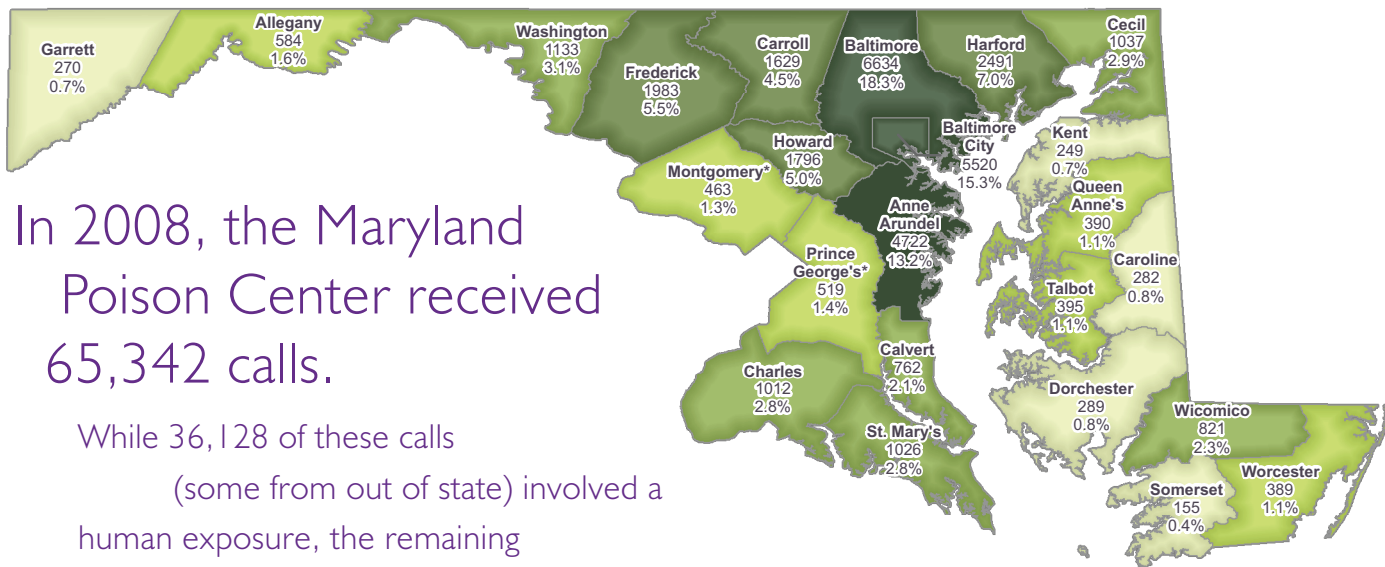 Garrett
270
0.7%
Allegany
584
1.6%
Washington
1133
3.1%
Frederick
1983
5.5%
Carroll
1629
4.5%
Baltimore
6634
18.3%
Harford
2491
7.0%
Cecil
1037
2.9%
Howard
1796
5.0%
Baltimore
City
5520
15.3%
Kent
249
0.7%
Montgomery*
463
1.3%
Queen
Anne's
390
1.1%
Anne
Arundel
4722
13.2%
Prince
George's*
519
1.4%
Caroline
282
0.8%
Talbot
395
1.1%
Calvert
762
2.1%
Charles
1012
2.8%
Dorchester
289
0.8%
St. Mary's
1026
2.8%
Wicomico
821
2.3%
Somerset
155
0.4%
Worcester
389
1.1%
In 2008, the Maryland
Poison Center received
65,342 calls.
While 36,128 of these calls
(some from out of state) involved a
human exposure, the remaining